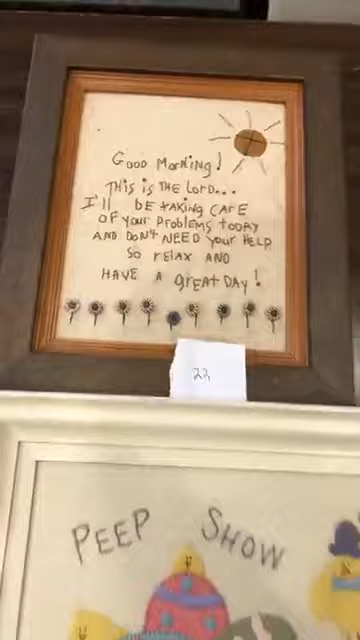 Good Morning!
This is the Lord...
I'll be taking care
of your problems today
and don't need your help
so relax and
have a great day!
22
PEEP SHOW